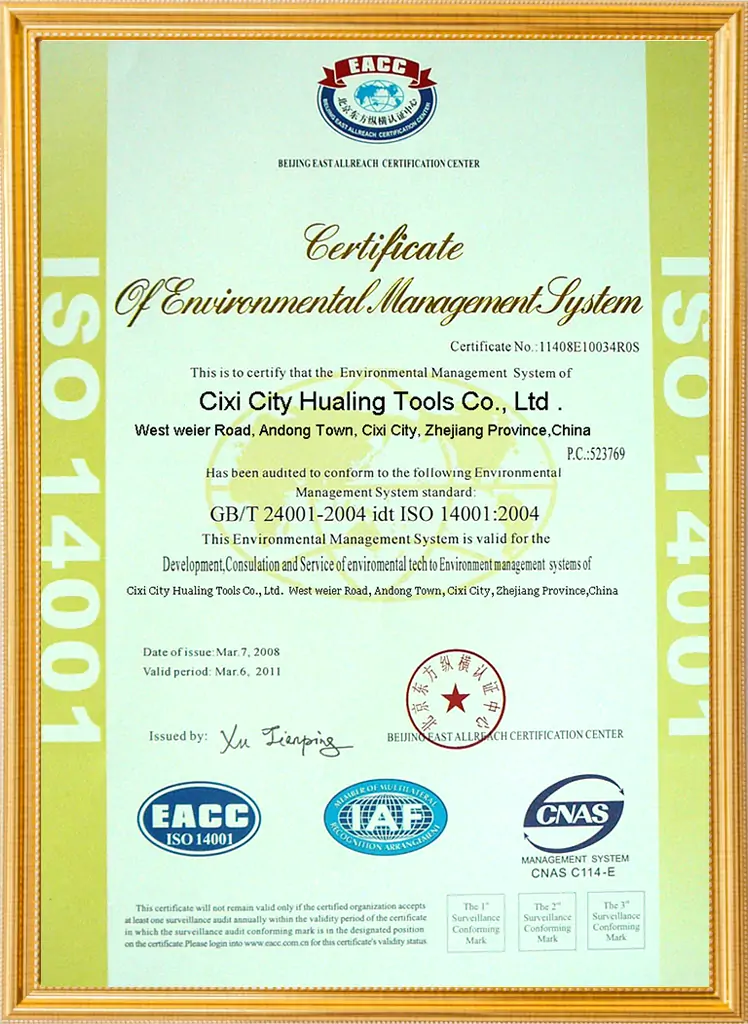 EACC
北京东方纵横认证中心
BEIJING EAST ALLREACH CERTIFICATION CENTER
BEIJING EAST ALLREACH CERTIFICATION CENTER
Certificate
Of Environmental Management System
ISO 14001
ISO 14001
Certificate No.:11408E10034R0S
This is to certify that the Environmental Management System of
Cixi City Hualing Tools Co., Ltd .
West weier Road, Andong Town, Cixi City, Zhejiang Province,China
P.C.:523769
Has been audited to conform to the following Environmental
Management System standard:
GB/T 24001-2004 idt ISO 14001:2004
This Environmental Management System is valid for the
Development,Consulation and Service of enviromental tech to Environment management systems of
Cixi City Hualing Tools Co., Ltd. West weier Road, Andong Town, Cixi City, Zhejiang Province,China
Date of issue: Mar.7, 2008
Valid period: Mar.6, 2011
北京东方纵横认证中心
Issued by: Xu Tienping
BEIJING EAST ALLREACH CERTIFICATION CENTER
EACC
ISO 14001
MEMBER OF MULTILATERAL
IAF
RECOGNITION ARRANGEMENT
CNAS
MANAGEMENT SYSTEM
CNAS C114-E
This certificate will not remain valid only if the certified organization accepts
at least one surveillance audit annually within the validity period of the certificate
in which the surveillance audit conforming mark is in the designated position
on the certificate.Please login into www.eacc.com.cn for this certificate's validity status.
The 1st
Surveillance
Conforming
Mark
The 2nd
Surveillance
Conforming
Mark
The 3rd
Surveillance
Conforming
Mark